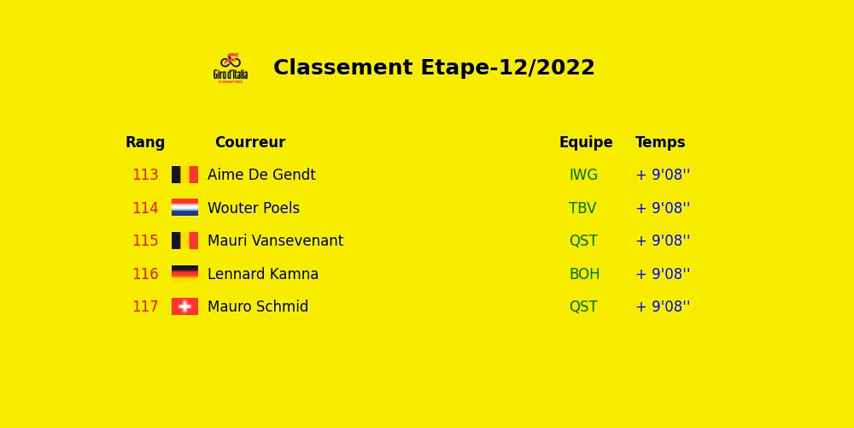 Giro d'Italia
Classement Etape-12/2022
Rang Courreur Equipe Temps
113 Aime De Gendt IWG + 9'08''
114 Wouter Poels TBV + 9'08''
115 Mauri Vansevenant QST + 9'08''
116 Lennard Kamna BOH + 9'08''
117 Mauro Schmid QST + 9'08''